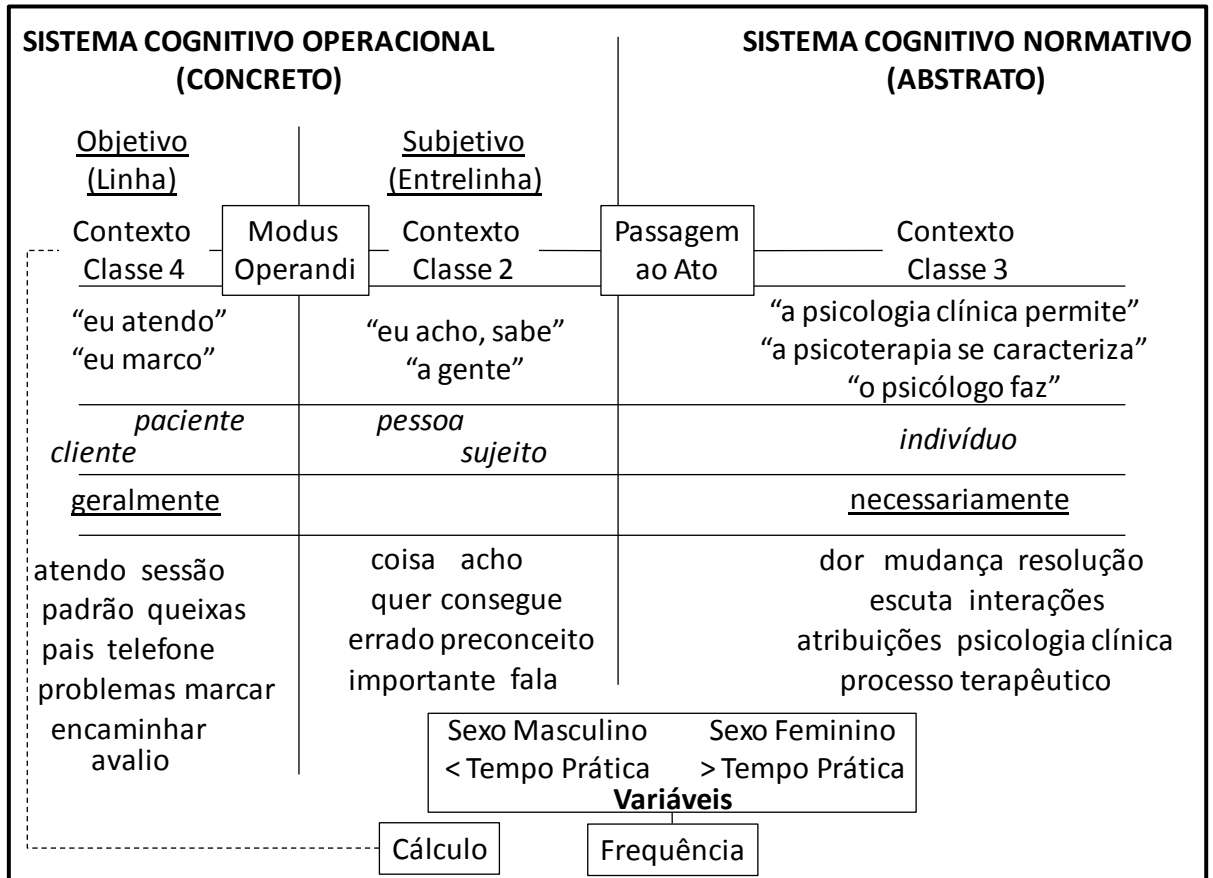 SISTEMA COGNITIVO OPERACIONAL
(CONCRETO)
SISTEMA COGNITIVO NORMATIVO
(ABSTRATO)
Objetivo
(Linha)
Subjetivo
(Entrelinha)
Contexto
Classe 4
Modus
Operandi
Contexto
Classe 2
Passagem
ao Ato
Contexto
Classe 3
“eu atendo”
“eu marco”
“eu acho, sabe”
“a gente”
“a psicologia clínica permite”
“a psicoterapia se caracteriza”
“o psicólogo faz”
paciente
cliente
pessoa
sujeito
indivíduo
geralmente
necessariamente
atendo sessão
padrão queixas
pais telefone
problemas marcar
encaminhar
avalio
coisa acho
quer consegue
errado preconceito
importante fala
dor mudança resolução
escuta interações
atribuições psicologia clínica
processo terapêutico
Sexo Masculino Sexo Feminino
< Tempo Prática > Tempo Prática
Variáveis
Cálculo
Frequência